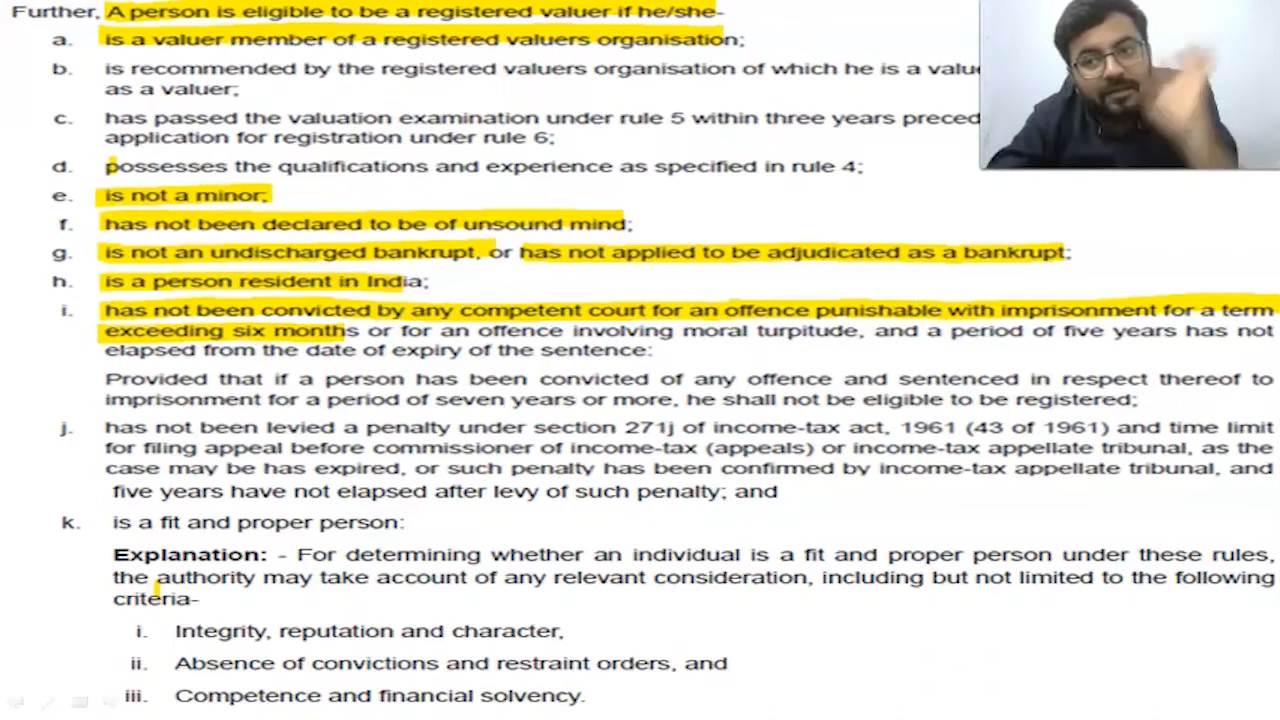 Further, A person is eligible to be a registered valuer if he/she-
a. is a valuer member of a registered valuers organisation;
b. is recommended by the registered valuers organisation of which he is a
as a valuer;
c. has passed the valuation examination under rule 5 within three years
application for registration under rule 6;
d. possesses the qualifications and experience as specified in rule 4;
e. is not a minor;
f. has not been declared to be of unsound mind;
g. is not an undischarged bankrupt, or has not applied to be adjudicated as a bankrupt;
h. is a person resident in India;
i. has not been convicted by any competent court for an offence punishable with imprisonment for a term
exceeding six months or for an offence involving moral turpitude, and a period of five years has not
elapsed from the date of expiry of the sentence:
Provided that if a person has been convicted of any offence and sentenced in respect thereof to
imprisonment for a period of seven years or more, he shall not be eligible to be registered;
j. has not been levied a penalty under section 271j of income-tax act, 1961 (43 of 1961) and time limit
for filing appeal before commissioner of income-tax (appeals) or income-tax appellate tribunal, as the
case may be has expired, or such penalty has been confirmed by income-tax appellate tribunal, and
five years have not elapsed after levy of such penalty; and
k. is a fit and proper person:
Explanation: - For determining whether an individual is a fit and proper person under these rules,
the authority may take account of any relevant consideration, including but not limited to the following
criteria-
i. Integrity, reputation and character,
ii. Absence of convictions and restraint orders, and
iii. Competence and financial solvency.